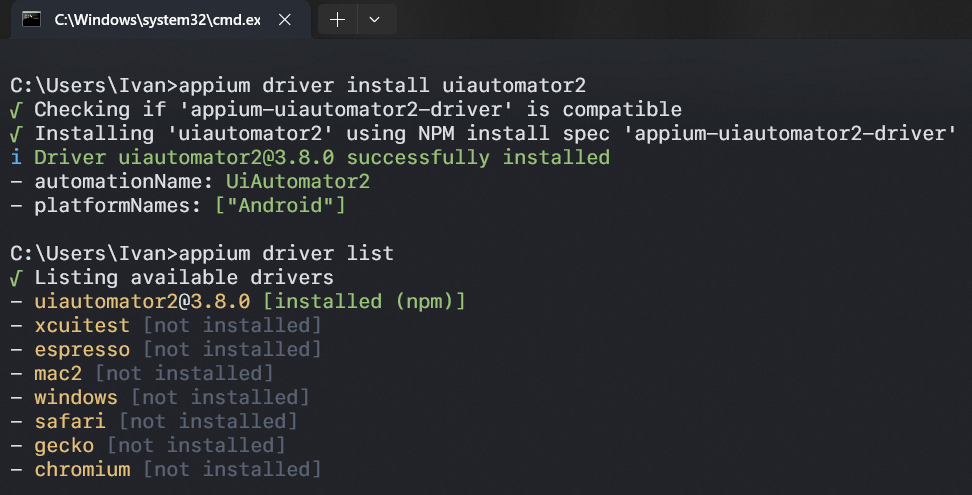 C:\Windows\system32\cmd.ex
C:\Users\Ivan>appium driver install uiautomator2
√ Checking if 'appium-uiautomator2-driver' is compatible
√ Installing 'uiautomator2' using NPM install spec 'appium-uiautomator2-driver'
i Driver uiautomator2@3.8.0 successfully installed
- automationName: UiAutomator2
- platformNames: ["Android"]
C:\Users\Ivan>appium driver list
√ Listing available drivers
- uiautomator2@3.8.0 [installed (npm)]
- xcuitest [not installed]
- espresso [not installed]
- mac2 [not installed]
- windows [not installed]
- safari [not installed]
- gecko [not installed]
- chromium [not installed]